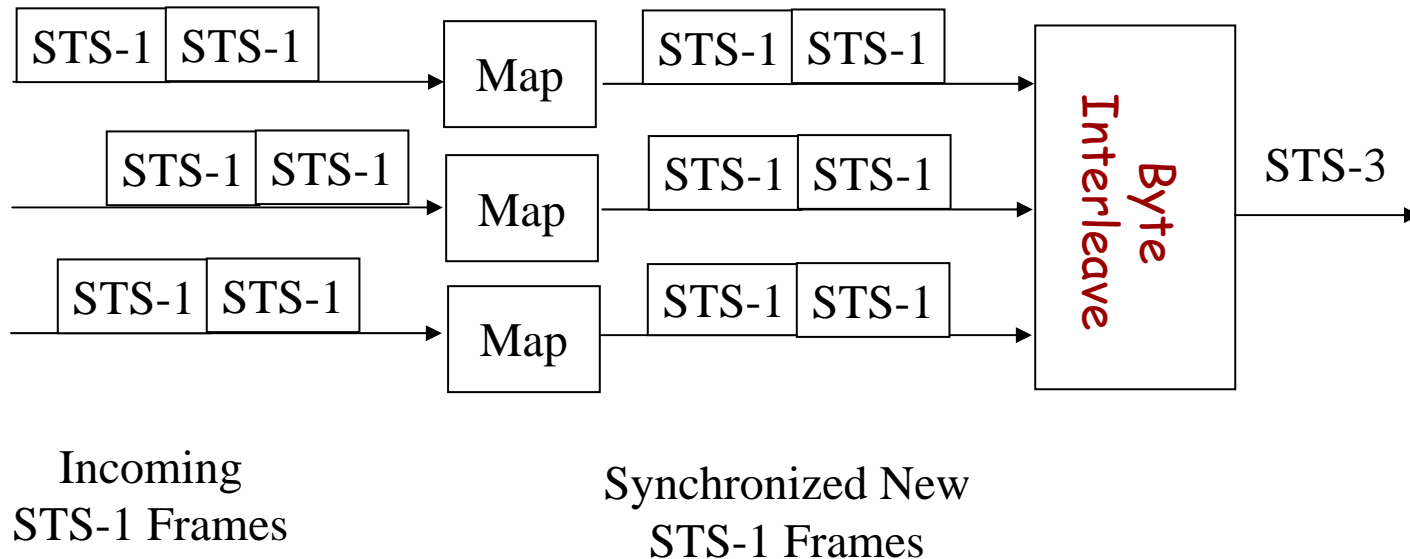 STS-1 STS-1 Map STS-1 STS-1
STS-1 STS-1 Map STS-1 STS-1
STS-1 STS-1 Map STS-1 STS-1
Byte
Interleave
STS-3
Incoming
STS-1 Frames
Synchronized New
STS-1 Frames